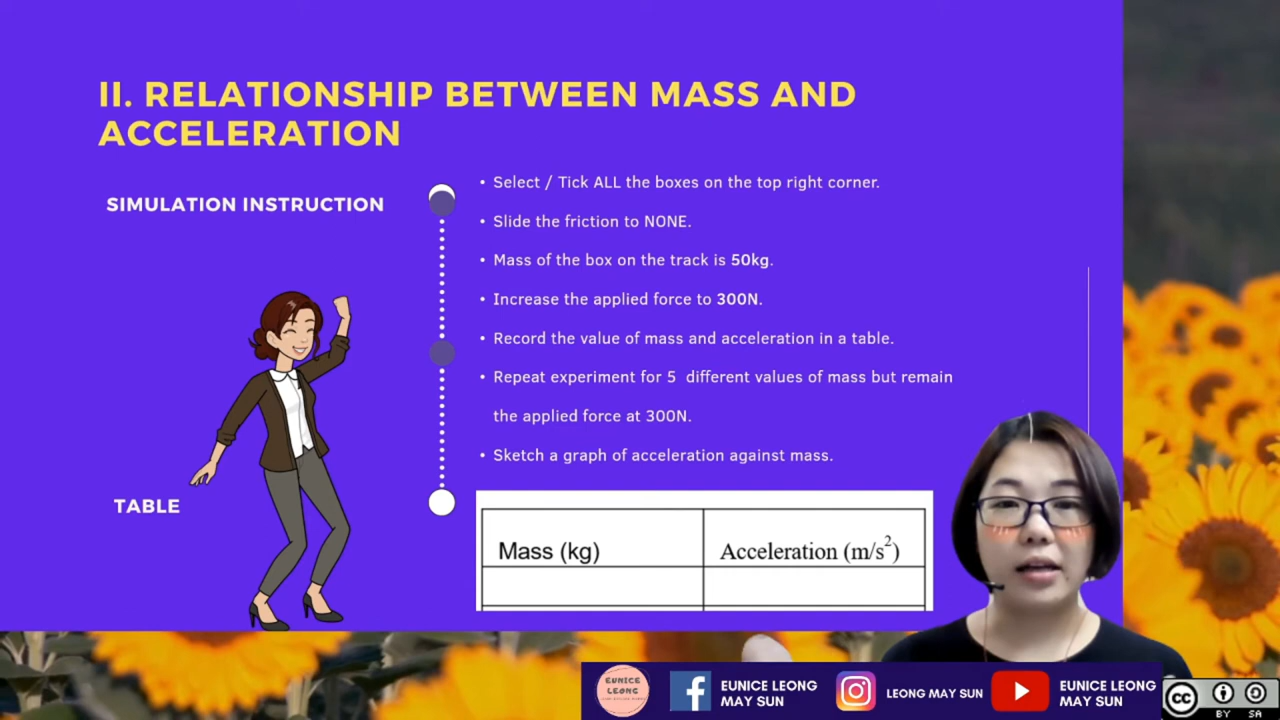 II. RELATIONSHIP BETWEEN MASS AND
ACCELERATION
SIMULATION INSTRUCTION
• Select / Tick ALL the boxes on the top right corner.
• Slide the friction to NONE.
• Mass of the box on the track is 50kg.
• Increase the applied force to 300N.
• Record the value of mass and acceleration in a table.
• Repeat experiment for 5 different values of mass but remain
the applied force at 300N.
• Sketch a graph of acceleration against mass.
TABLE
Mass (kg) Acceleration (m/s²)
EUNICE
LEONG
EUNICE LEONG
MAY SUN
LEONG MAY SUN
EUNICE LEONG
MAY SUN
CC
BY SA